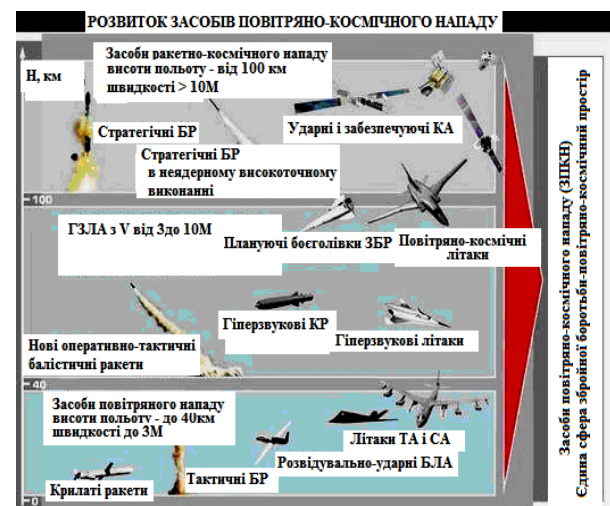 РОЗВИТОК ЗАСОБІВ ПОВІТРЯНО-КОСМІЧНОГО НАПАДУ
Н, км
Засоби ракетно-космічного нападу
висоти польоту - від 100 км
швидкості > 10М
Стратегічні БР
Ударні і забезпечуючі КА
Стратегічні БР
в неядерному високоточному
виконанні
100
ГЗЛА з V від 3до 10М
Плануючі боєголівки ЗБР
Повітряно-космічні
літаки
Гіперзвукові КР
Гіперзвукові літаки
Нові оперативно-тактичні
балістичні ракети
40
Засоби повітряного нападу
висоти польоту - до 40км
швидкості до 3М
Літаки ТА і СА
Розвідувально-ударні БЛА
Тактичні БР
Крилаті ракети
0
Засоби повітряно-космічного нападу (ЗПКН)
Єдина сфера збройної боротьби-повітряно-космічний простір